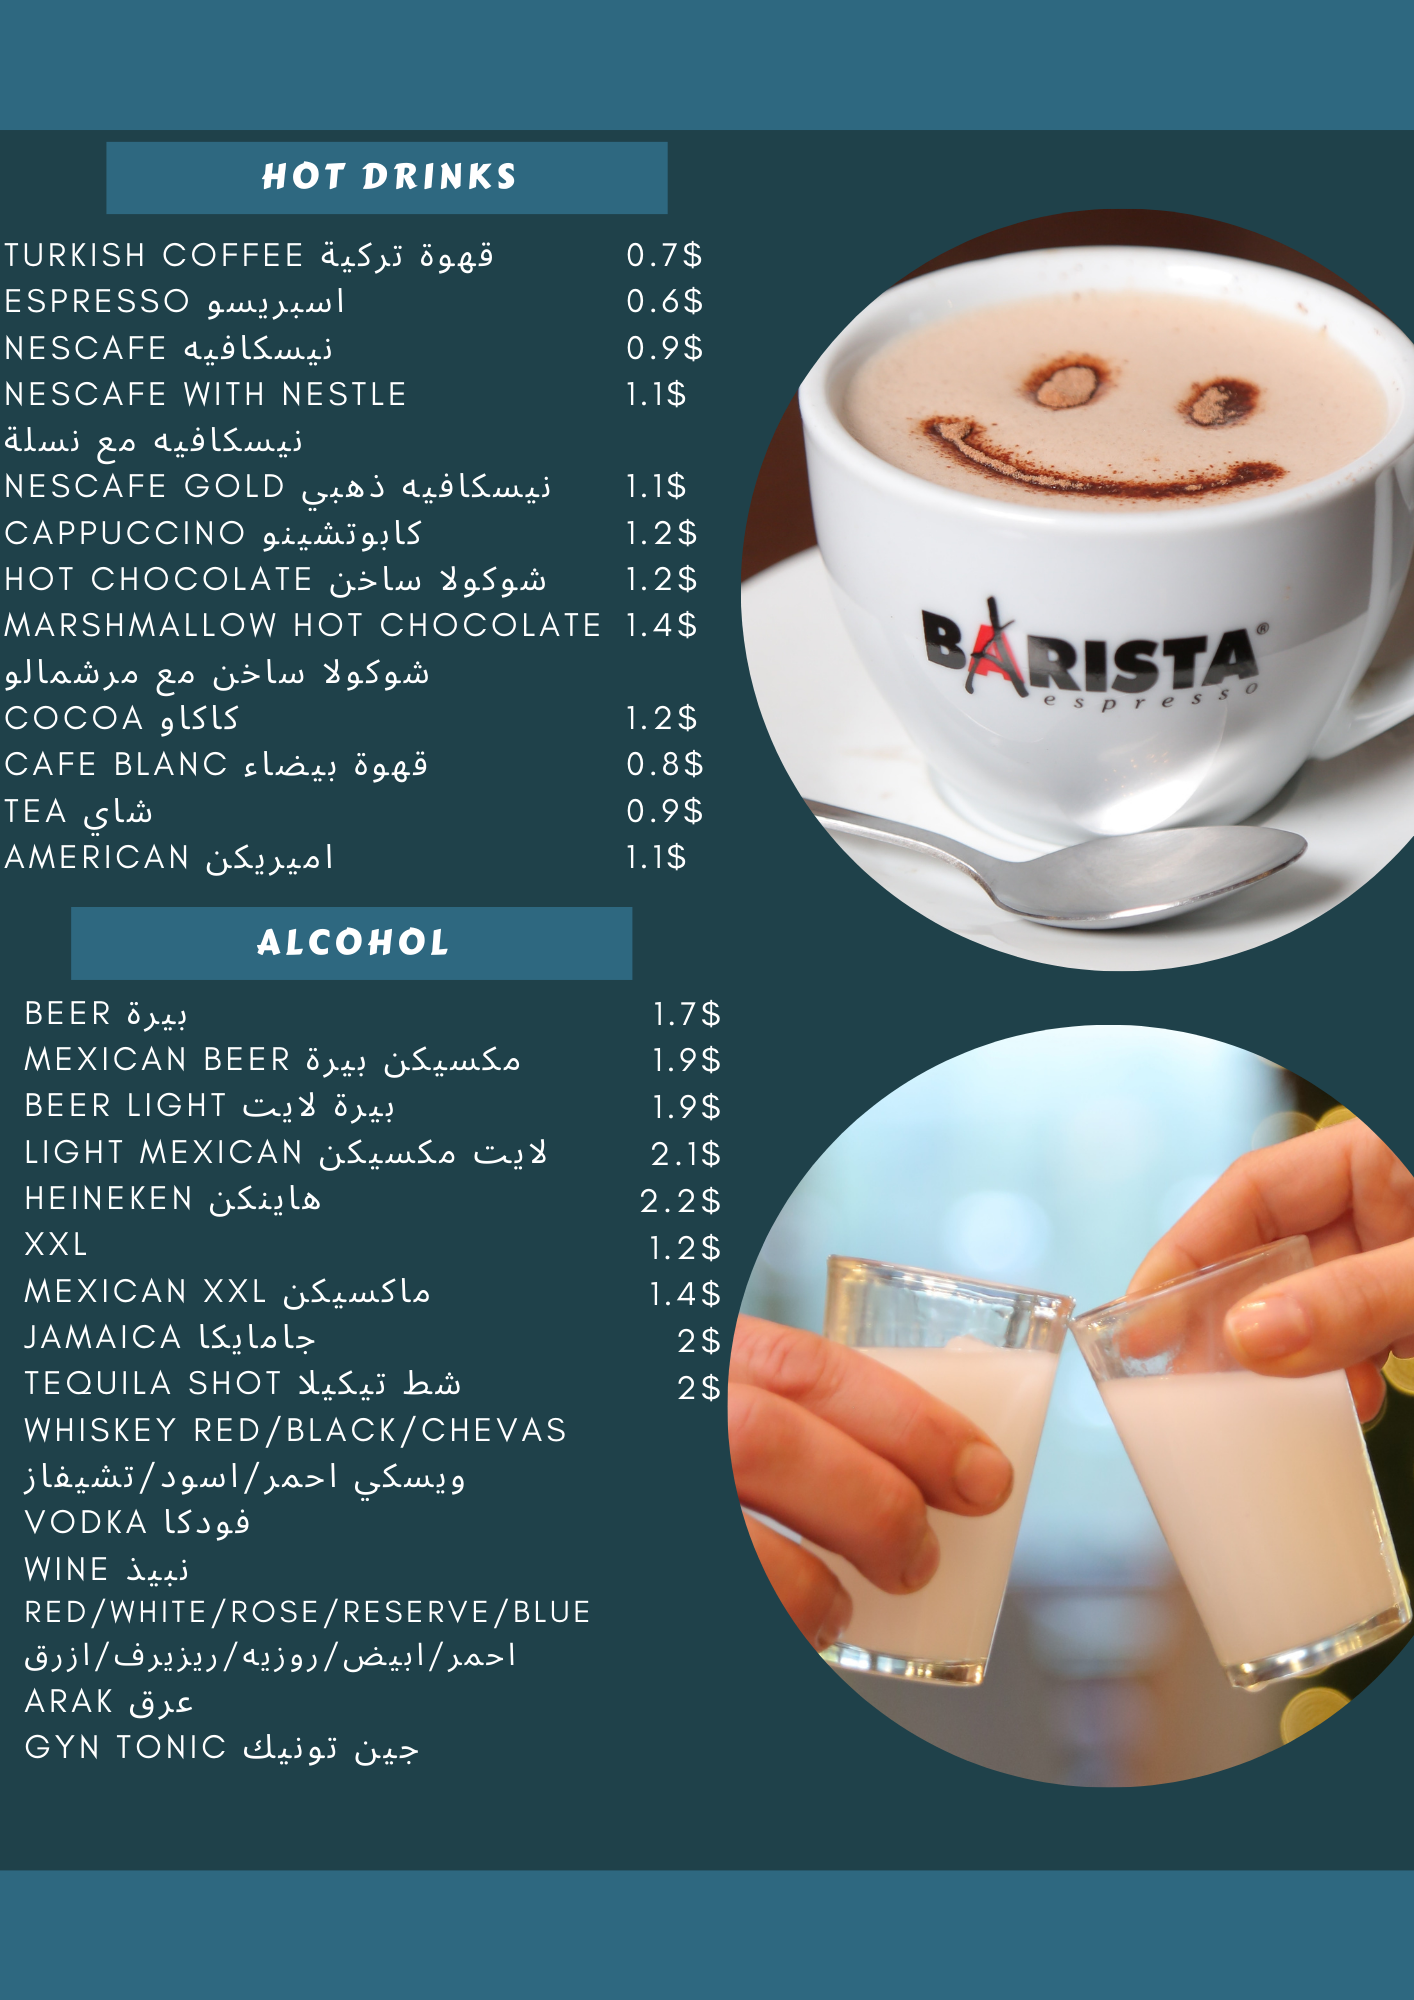 HOT DRINKS
TURKISH COFFEE قهوة تركية 0.7$
ESPRESSO اسبريسو 0.6$
NESCAFE نيسكافيه 0.9$
NESCAFE WITH NESTLE 1.1$
نيسكافيه مع نسلة
NESCAFE GOLD نيسكافيه ذهبي 1.1$
CAPPUCCINO كابوتشينو 1.2$
HOT CHOCOLATE شوكولا ساخن 1.2$
MARSHMALLOW HOT CHOCOLATE 1.4$
شوكولا ساخن مع مرشمالو
COCOA كاكاو 1.2$
CAFE BLANC قهوة بيضاء 0.8$
TEA شاي 0.9$
AMERICAN اميريكن 1.1$
BARISTA®
espresso
ALCOHOL
BEER بيرة 1.7$
MEXICAN BEER مكسيكن بيرة 1.9$
BEER LIGHT بيرة لايت 1.9$
LIGHT MEXICAN لايت مكسيكن 2.1$
HEINEKEN هاينكن 2.2$
XXL 1.2$
MEXICAN XXL ماكسيكن 1.4$
JAMAICA جامايكا 2$
TEQUILA SHOT شط تيكيلا 2$
WHISKEY RED/BLACK/CHEVAS
ويسكي احمر/اسود/تشيفاز
VODKA فودكا
WINE نبيذ
RED/WHITE/ROSE/RESERVE/BLUE
احمر/ابيض/روزيه/ريزيرف/ازرق
ARAK عرق
GYN TONIC جين تونيك